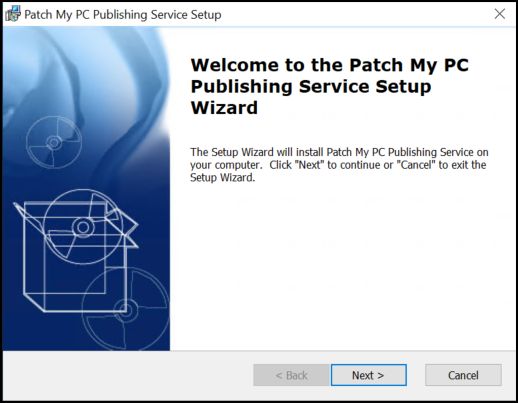 Patch My PC Publishing Service Setup
Welcome to the Patch My PC
Publishing Service Setup
Wizard
The Setup Wizard will install Patch My PC Publishing Service on
your computer. Click "Next" to continue or "Cancel" to exit the
Setup Wizard.
< Back
Next >
Cancel